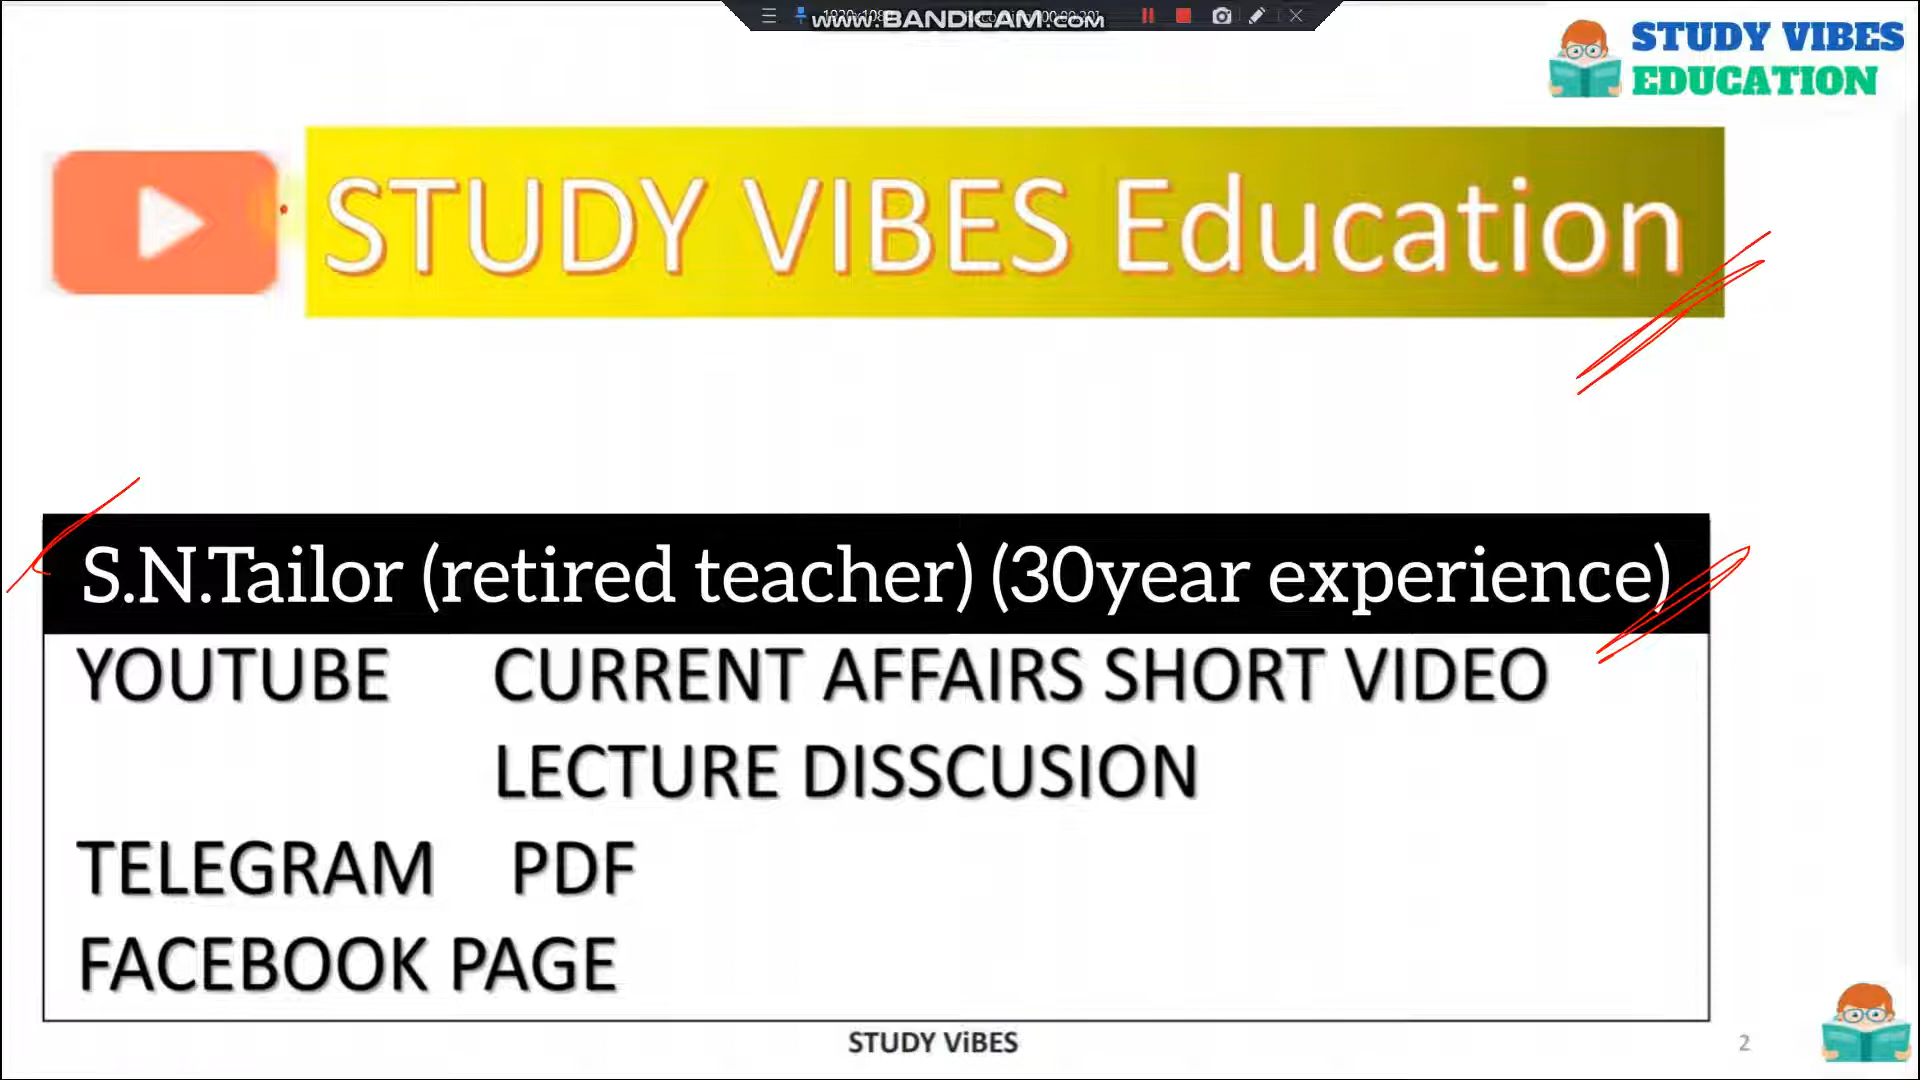 www.BANDICAM.com
STUDY VIBES
EDUCATION
STUDY VIBES Education
S.N.Tailor (retired teacher) (30year experience)
YOUTUBE CURRENT AFFAIRS SHORT VIDEO
LECTURE DISSCUSION
TELEGRAM PDF
FACEBOOK PAGE
STUDY ViBES
2